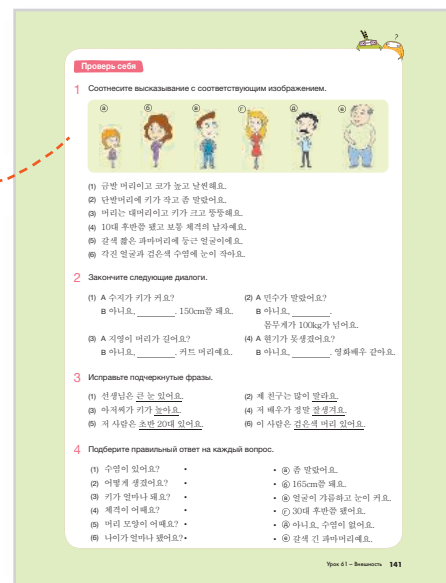 Проверь себя
1 Соотнесите высказывание с соответствующим изображением.
ⓐ ⓑ ⓔ ⓖ ⓓ ⓔ
(1) 금발 머리이고 코가 높고 날씬해요.
(2) 단발머리에 키가 작고 좀 말랐어요.
(3) 머리는 대머리이고 키가 크고 뚱뚱해요.
(4) 10대 후반쯤 됐고 보통 체격의 남자예요.
(5) 갈색 짧은 파마머리에 둥근 얼굴이에요.
(6) 각진 얼굴과 검은색 수염에 눈이 작아요.
2 Закончите следующие диалоги.
(1) A 수지가 키가 커요? (2) A 민수가 말랐어요?
B 아니요, ________. 150cm쯤 돼요. B 아니요, ________.
몸무게가 100kg가 넘어요.
(3) A 지영이 머리가 길어요? (4) A 현기가 못생겼어요?
B 아니요, ________. 커트 머리예요. B 아니요, ________. 영화배우 같아요.
3 Исправьте подчеркнутые фразы.
(1) 선생님은 큰 눈 있어요. (2) 제 친구는 많이 말라요.
(3) 아저씨가 키가 높아요. (4) 저 배우가 정말 잘생겨요.
(5) 저 사람은 초반 20대 있어요. (6) 이 사람은 검은색 머리 있어요.
4 Подберите правильный ответ на каждый вопрос.
(1) 수염이 있어요? • • ⓐ 좀 말랐어요.
(2) 어떻게 생겼어요? • • ⓑ 165cm쯤 돼요.
(3) 키가 얼마나 돼요? • • ⓔ 얼굴이 갸름하고 눈이 커요.
(4) 체격이 어때요? • • ⓖ 30대 후반쯤 됐어요.
(5) 머리 모양이 어때요? • • ⓓ 아니요, 수염이 없어요.
(6) 나이가 얼마나 됐어요? • • ⓔ 갈색 긴 파마머리예요.
Урок 61 – Внешность 141